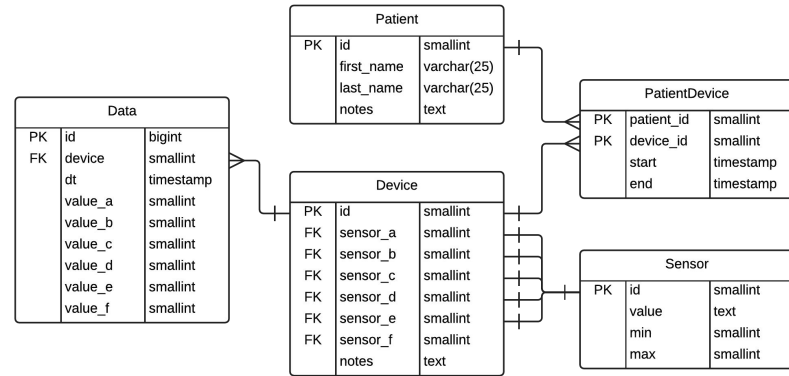 Patient
PK id smallint
first_name varchar(25)
last_name varchar(25)
notes text
PatientDevice
PK patient_id smallint
PK device_id smallint
start timestamp
end timestamp
Data
PK id bigint
FK device smallint
dt timestamp
value_a smallint
value_b smallint
value_c smallint
value_d smallint
value_e smallint
value_f smallint
Device
PK id smallint
FK sensor_a smallint
FK sensor_b smallint
FK sensor_c smallint
FK sensor_d smallint
FK sensor_e smallint
FK sensor_f smallint
notes text
Sensor
PK id smallint
value text
min smallint
max smallint